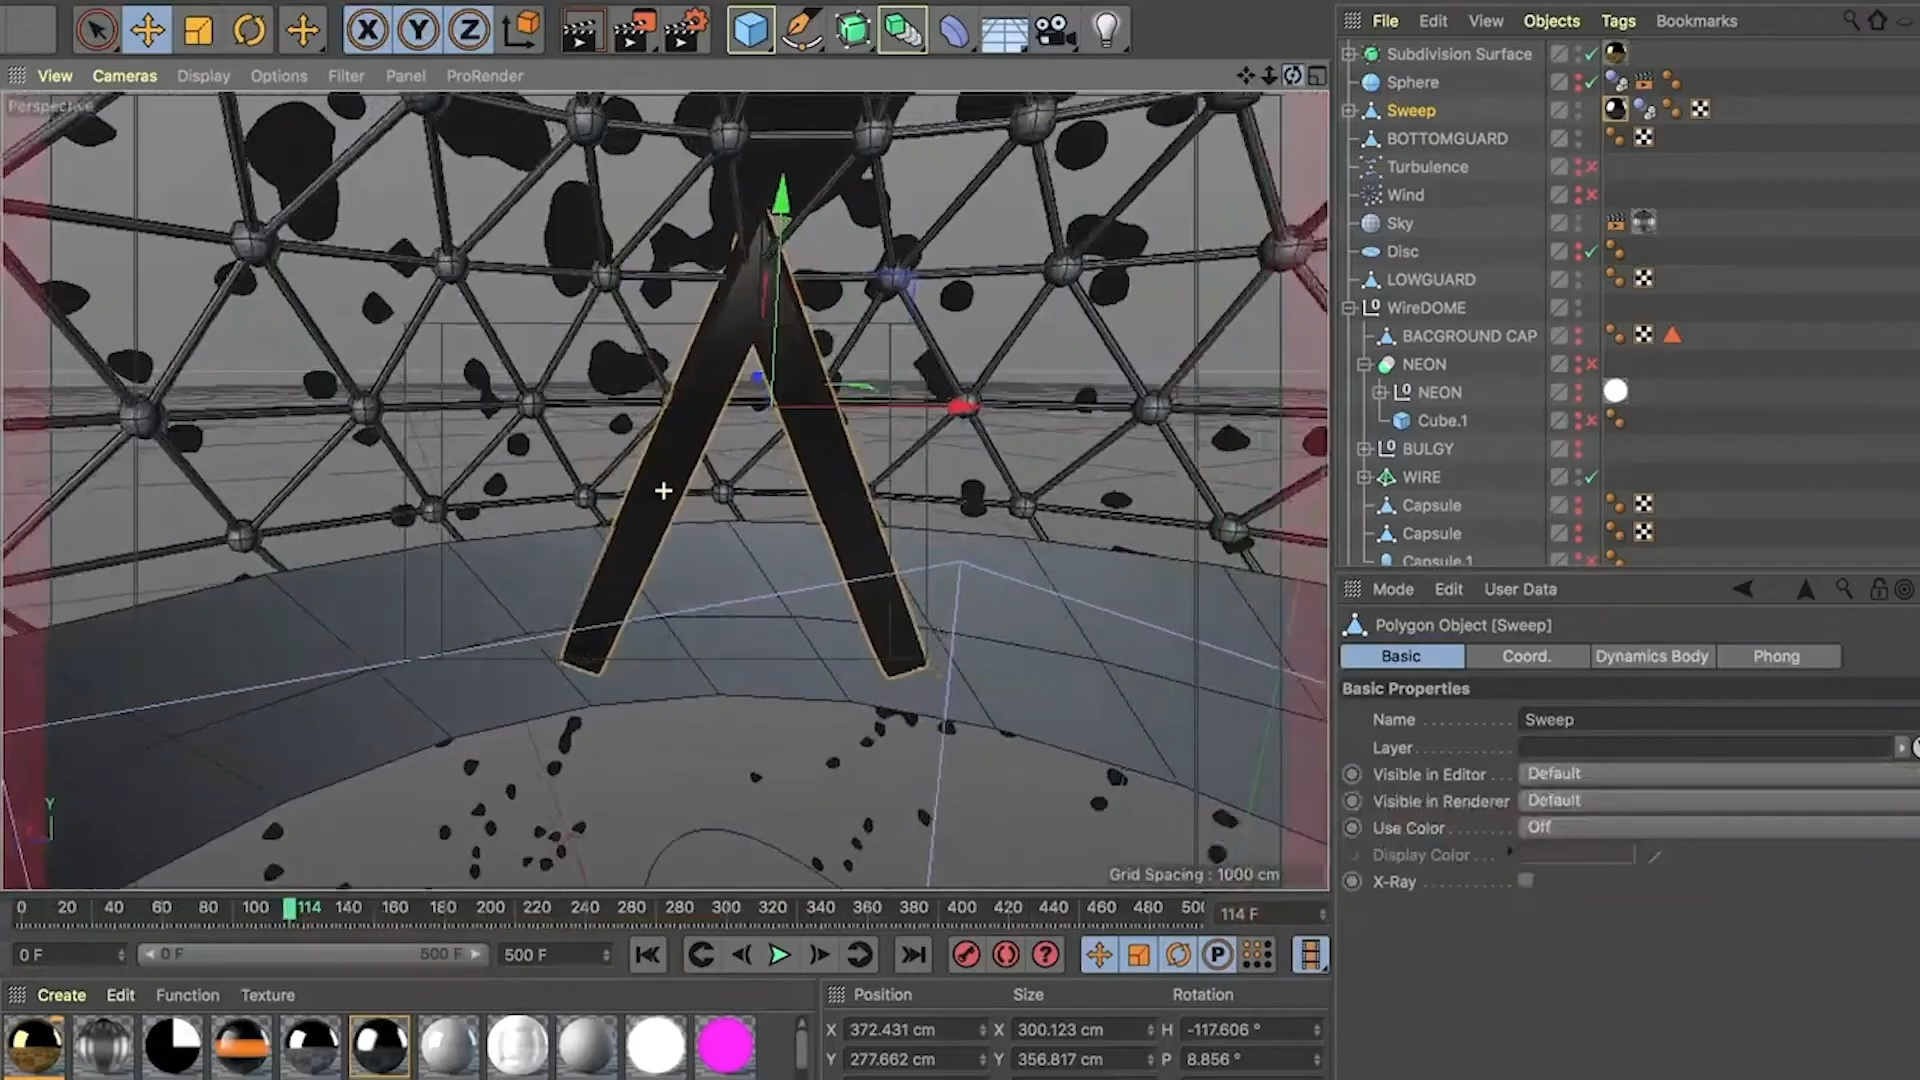 X Y Z
File Edit View Objects Tags Bookmarks
View Cameras Display Options Filter Panel ProRender
Perspective
Subdivision Surface
Sphere
Sweep
BOTTOMGUARD
Turbulence
Wind
Sky
Disc
LOWGUARD
WireDOME
BACGROUND CAP
NEON
NEON
Cube.1
BULGY
WIRE
Capsule
Capsule
Capsule.1
Mode Edit User Data
Polygon Object [Sweep]
Basic Coord. Dynamics Body Phong
Basic Properties
Name Sweep
Layer
Visible in Editor Default
Visible in Renderer Default
Use Color Off
Display Color
X-Ray
Y
Grid Spacing : 1000 cm
0 20 40 60 80 100 114 140 160 180 200 220 240 260 280 300 320 340 360 380 400 420 440 460 480 50
114 F
0 F 0 F 500 F 500 F
P
Create Edit Function Texture
Position Size Rotation
X 372.431 cm X 300.123 cm H -117.606 °
Y 277.662 cm Y 356.817 cm P 8.856 °